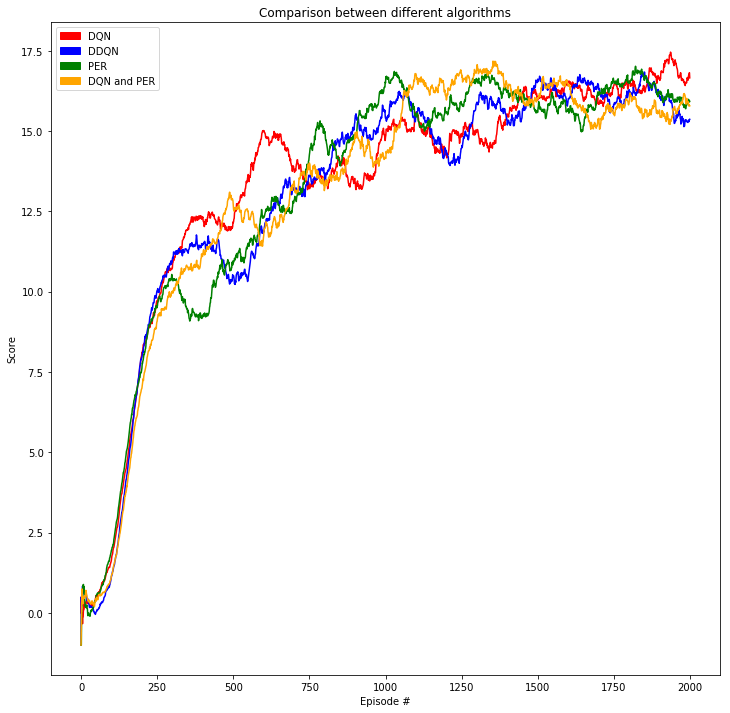 Comparison between different algorithms
DQN
DDQN
PER
DQN and PER
17.5
15.0
12.5
10.0
7.5
5.0
2.5
0.0
Score
0 250 500 750 1000 1250 1500 1750 2000
Episode #